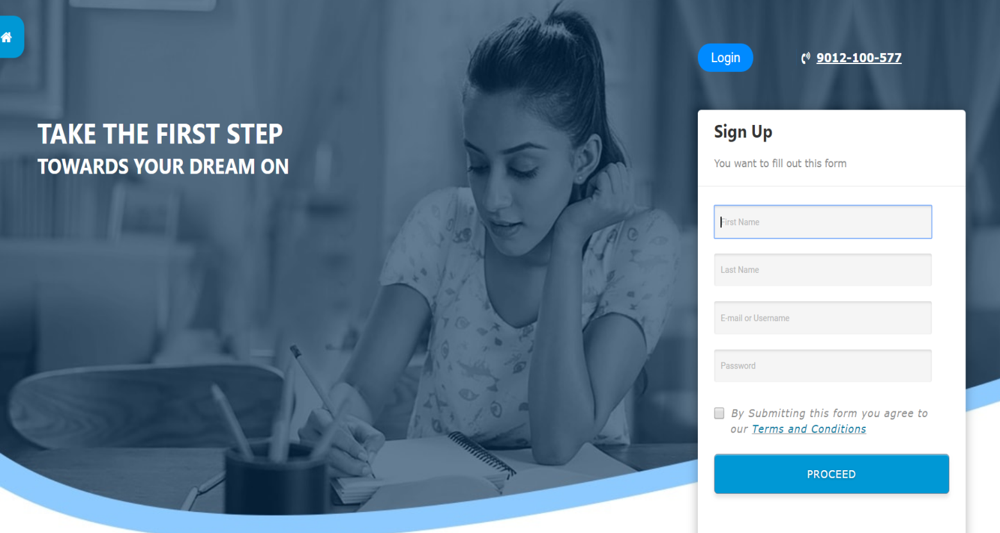 Login
9012-100-577
TAKE THE FIRST STEP
TOWARDS YOUR DREAM ON
Sign Up
You want to fill out this form
First Name
Last Name
E-mail or Username
Password
By Submitting this form you agree to
our Terms and Conditions
PROCEED